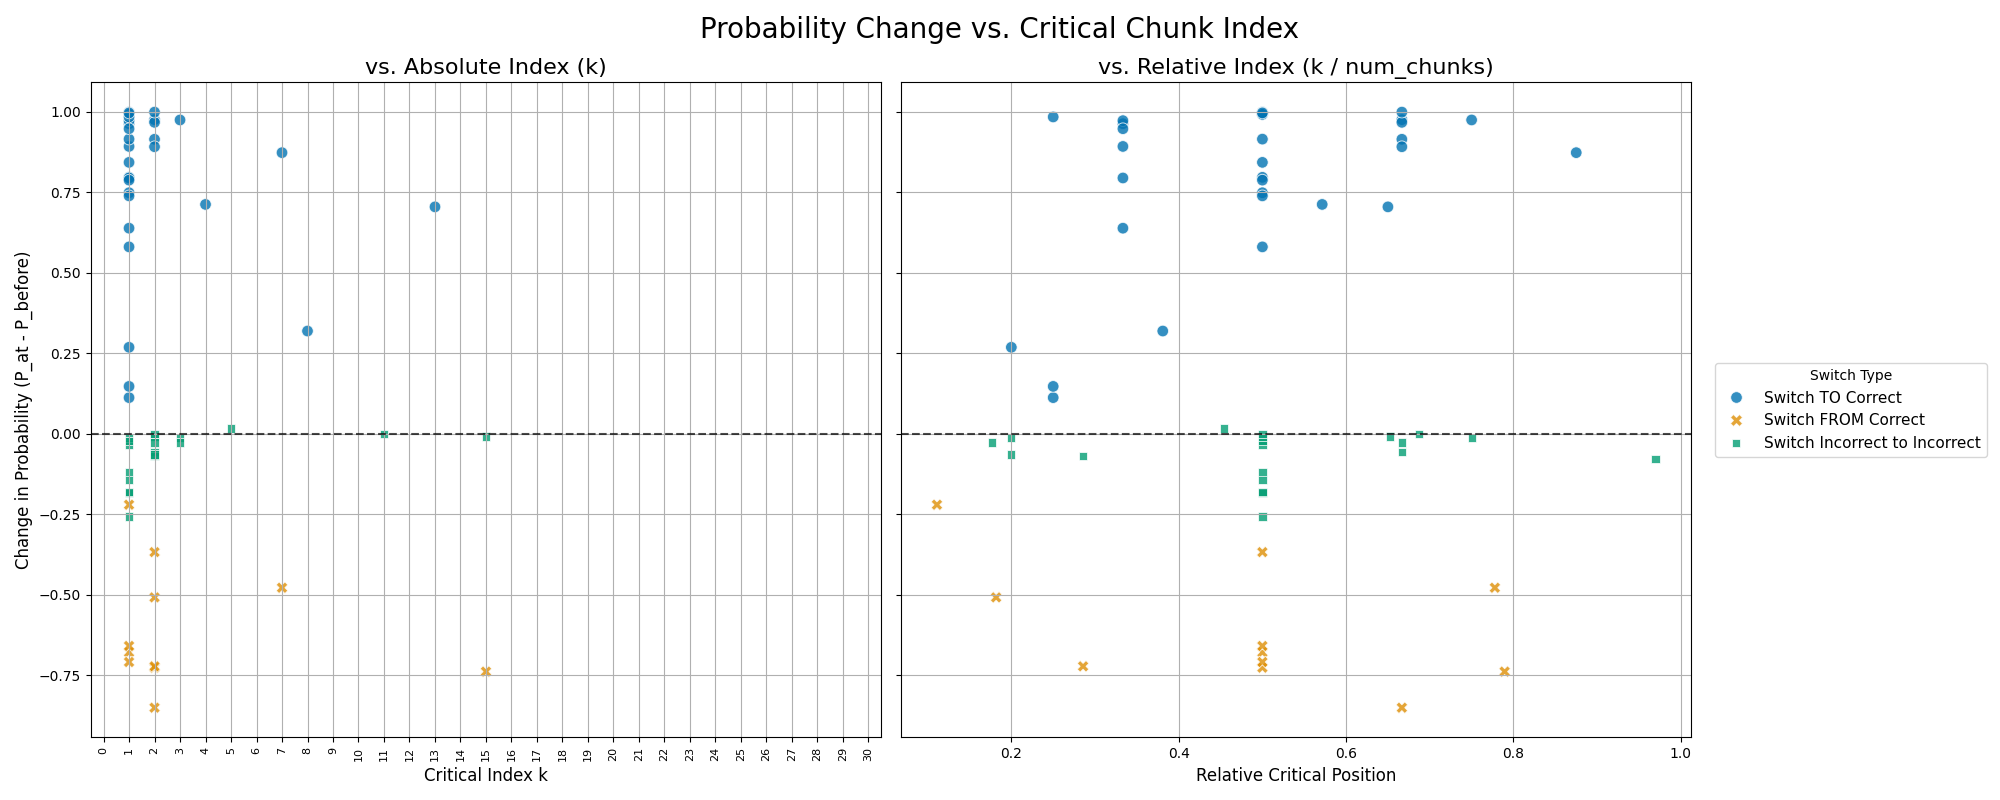 Probability Change vs. Critical Chunk Index
vs. Absolute Index (k)
vs. Relative Index (k / num_chunks)
Change in Probability (P_at - P_before)
1.00
0.75
0.50
0.25
0.00
−0.25
−0.50
−0.75
0 1 2 3 4 5 6 7 8 9 10 11 12 13 14 15 16 17 18 19 20 21 22 23 24 25 26 27 28 29 30
Critical Index k
0.2 0.4 0.6 0.8 1.0
Relative Critical Position
Switch Type
Switch TO Correct
Switch FROM Correct
Switch Incorrect to Incorrect